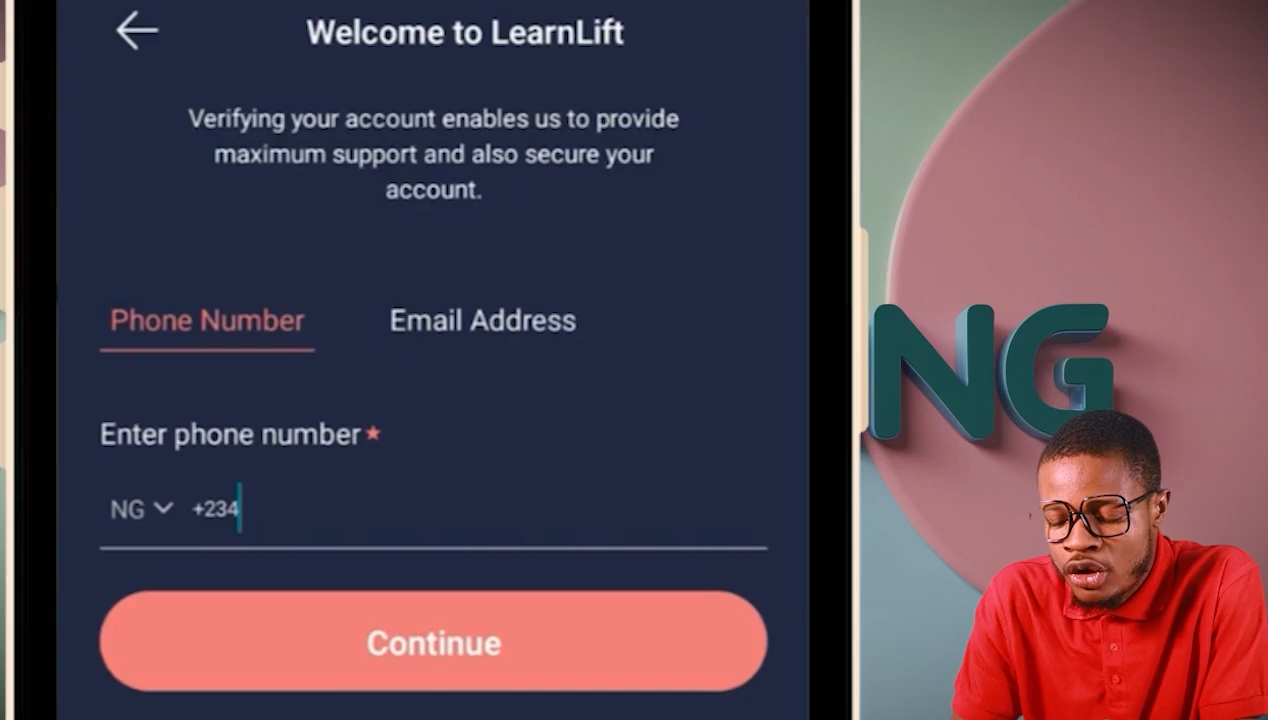 Welcome to LearnLift
Verifying your account enables us to provide
maximum support and also secure your
account.
Phone Number
Email Address
Enter phone number *
NG +234
Continue
NG